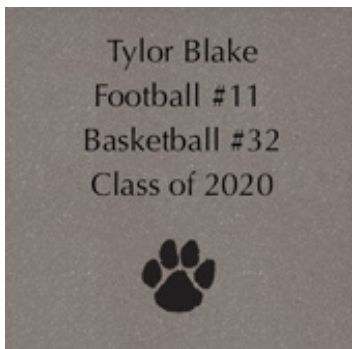 Tylor Blake
Football #11
Basketball #32
Class of 2020